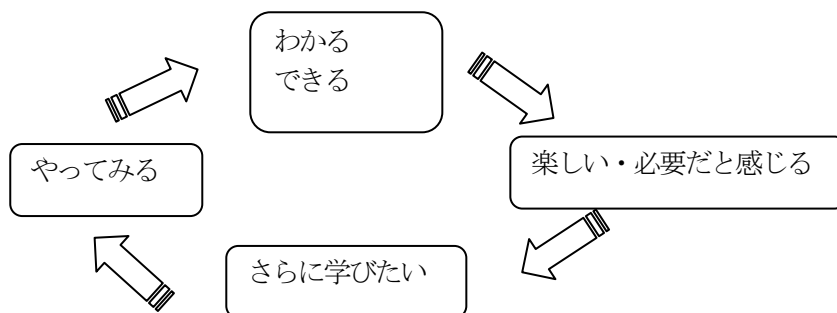 わかる
できる
やってみる
楽しい・必要だと感じる
さらに学びたい